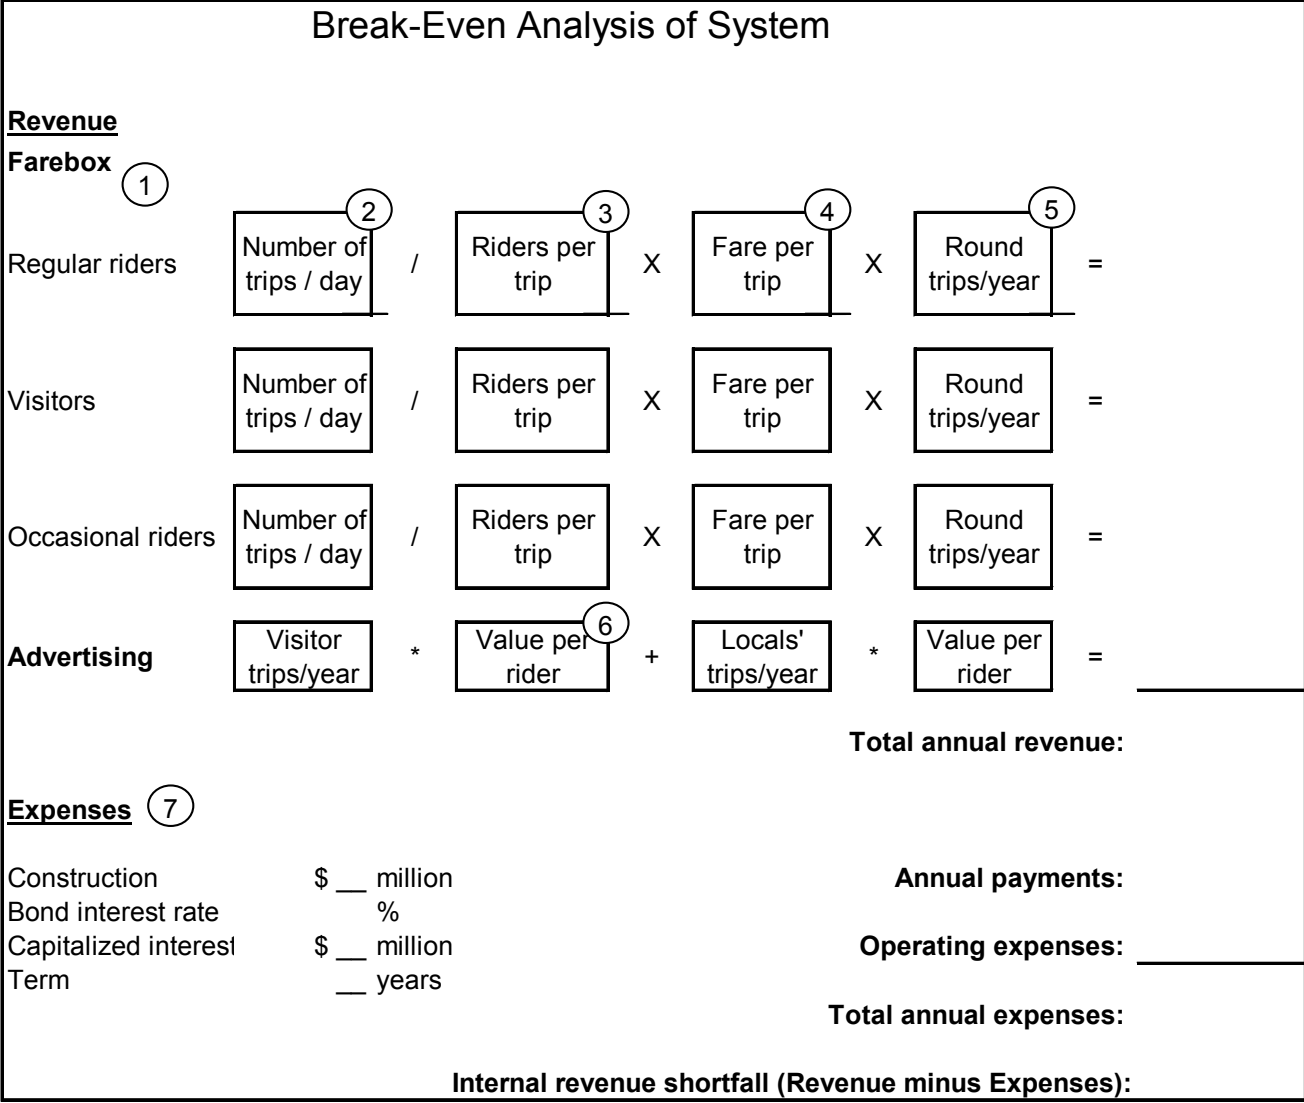 Break-Even Analysis of System
Revenue
Farebox
1
2 3 4 5
Regular riders Number of trips / day / Riders per trip X Fare per trip X Round trips/year =
Visitors Number of trips / day / Riders per trip X Fare per trip X Round trips/year =
Occasional riders Number of trips / day / Riders per trip X Fare per trip X Round trips/year =
6
Advertising Visitor trips/year * Value per rider + Locals' trips/year * Value per rider =
Total annual revenue:
Expenses 7
Construction $ __ million Annual payments:
Bond interest rate %
Capitalized interest $ __ million Operating expenses:
Term __ years
Total annual expenses:
Internal revenue shortfall (Revenue minus Expenses):